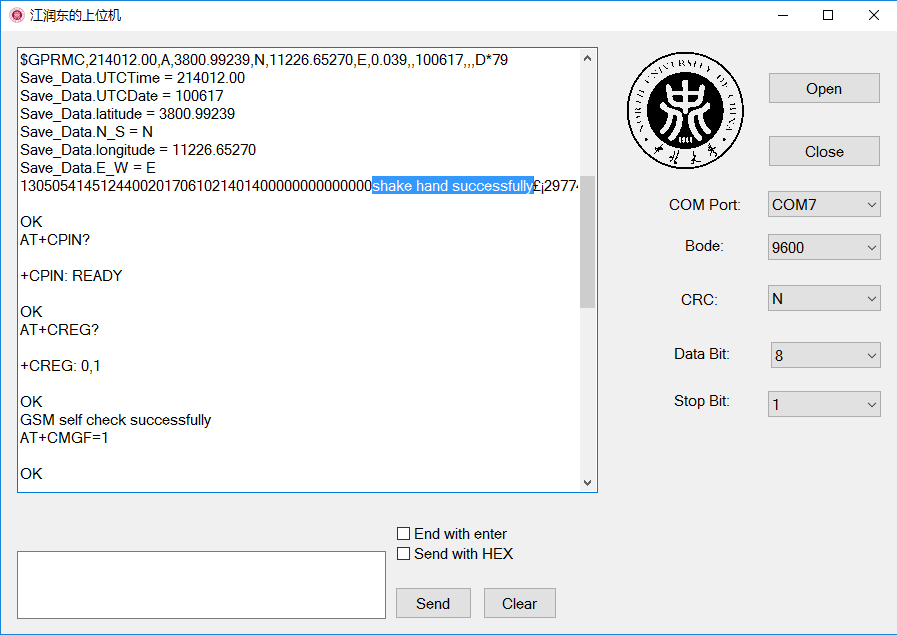 江润东的上位机
$GPRMC,214012.00,A,3800.99239,N,11226.65270,E,0.039,,100617,,,D*79
Save_Data.UTCTime = 214012.00
Save_Data.UTCDate = 100617
Save_Data.latitude = 3800.99239
Save_Data.N_S = N
Save_Data.longitude = 11226.65270
Save_Data.E_W = E
130505414512440020170610214014000000000000000shake hand successfully£¡29774
OK
AT+CPIN?
+CPIN: READY
OK
AT+CREG?
+CREG: 0,1
OK
GSM self check successfully
AT+CMGF=1
OK
NORTH UNIVERSITY OF CHINA
1941
中北大学
Open
Close
COM Port:
COM7
Bode:
9600
CRC:
N
Data Bit:
8
Stop Bit:
1
End with enter
Send with HEX
Send
Clear